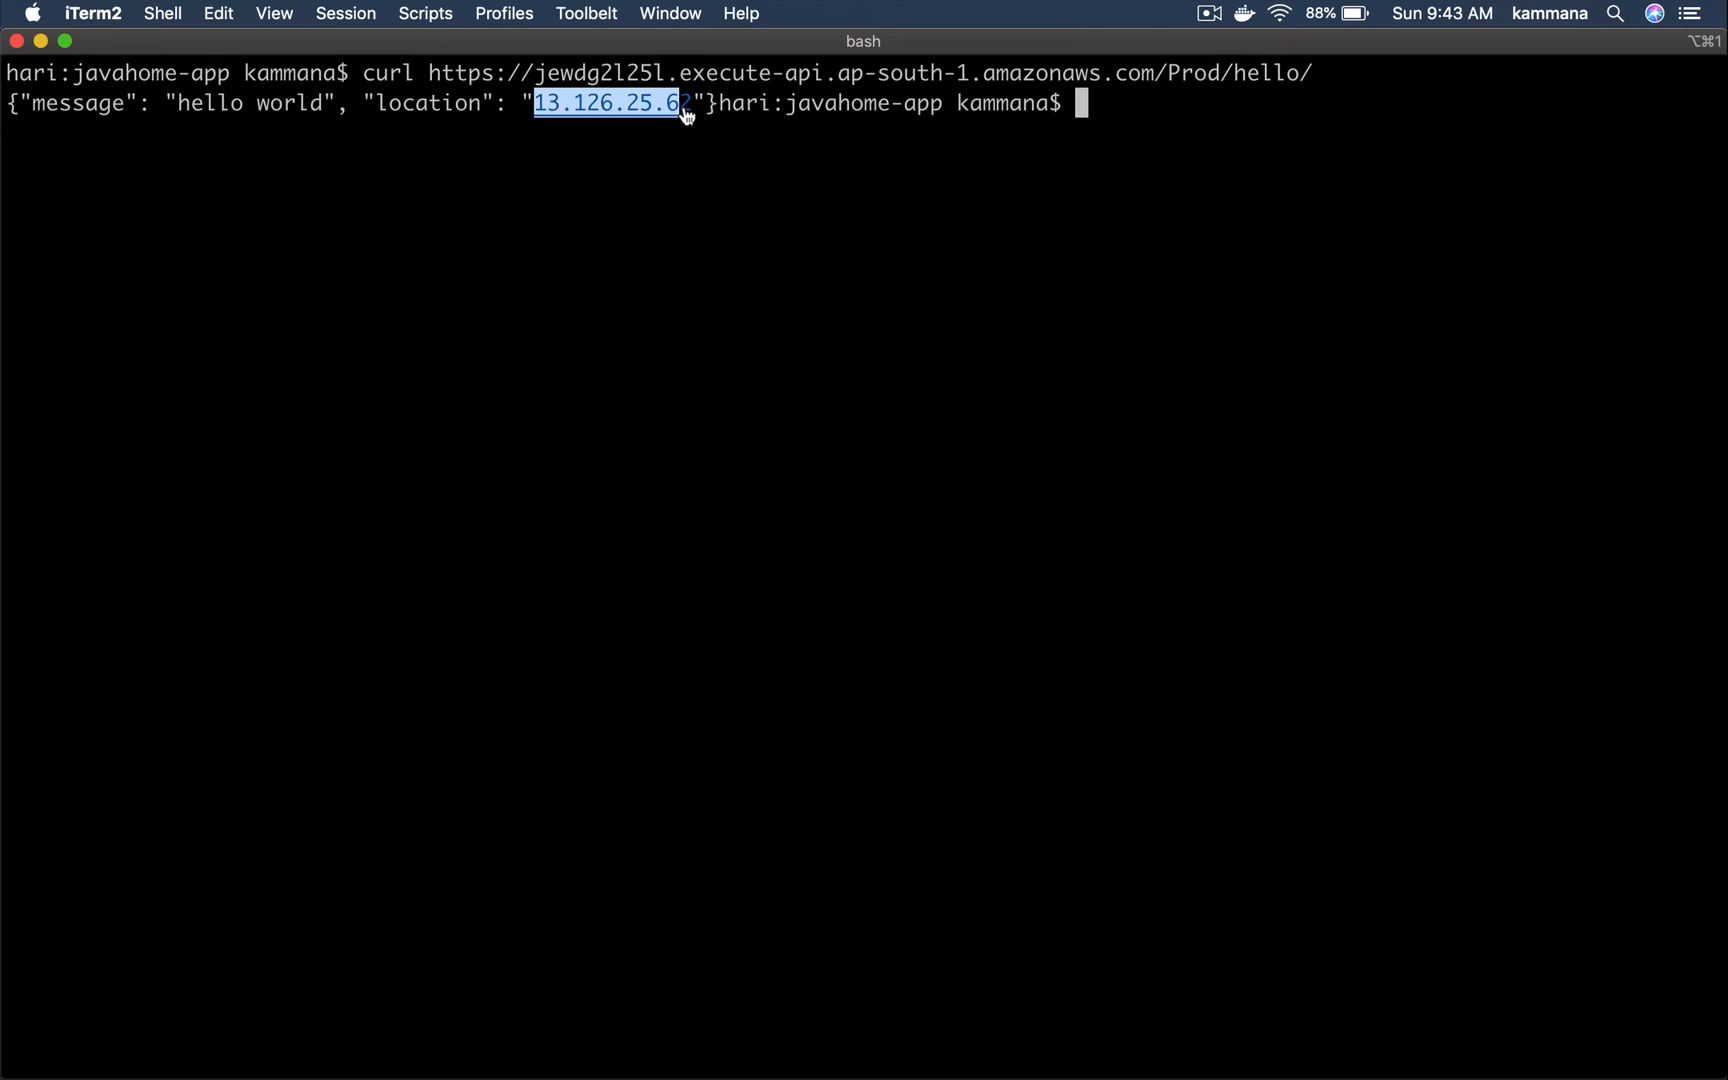 iTerm2 Shell Edit View Session Scripts Profiles Toolbelt Window Help 88% Sun 9:43 AM kammana
bash ⌥⌘1
hari:javahome-app kammana$ curl https://jewdg2l25l.execute-api.ap-south-1.amazonaws.com/Prod/hello/
{"message": "hello world", "location": "13.126.25.62"}hari:javahome-app kammana$